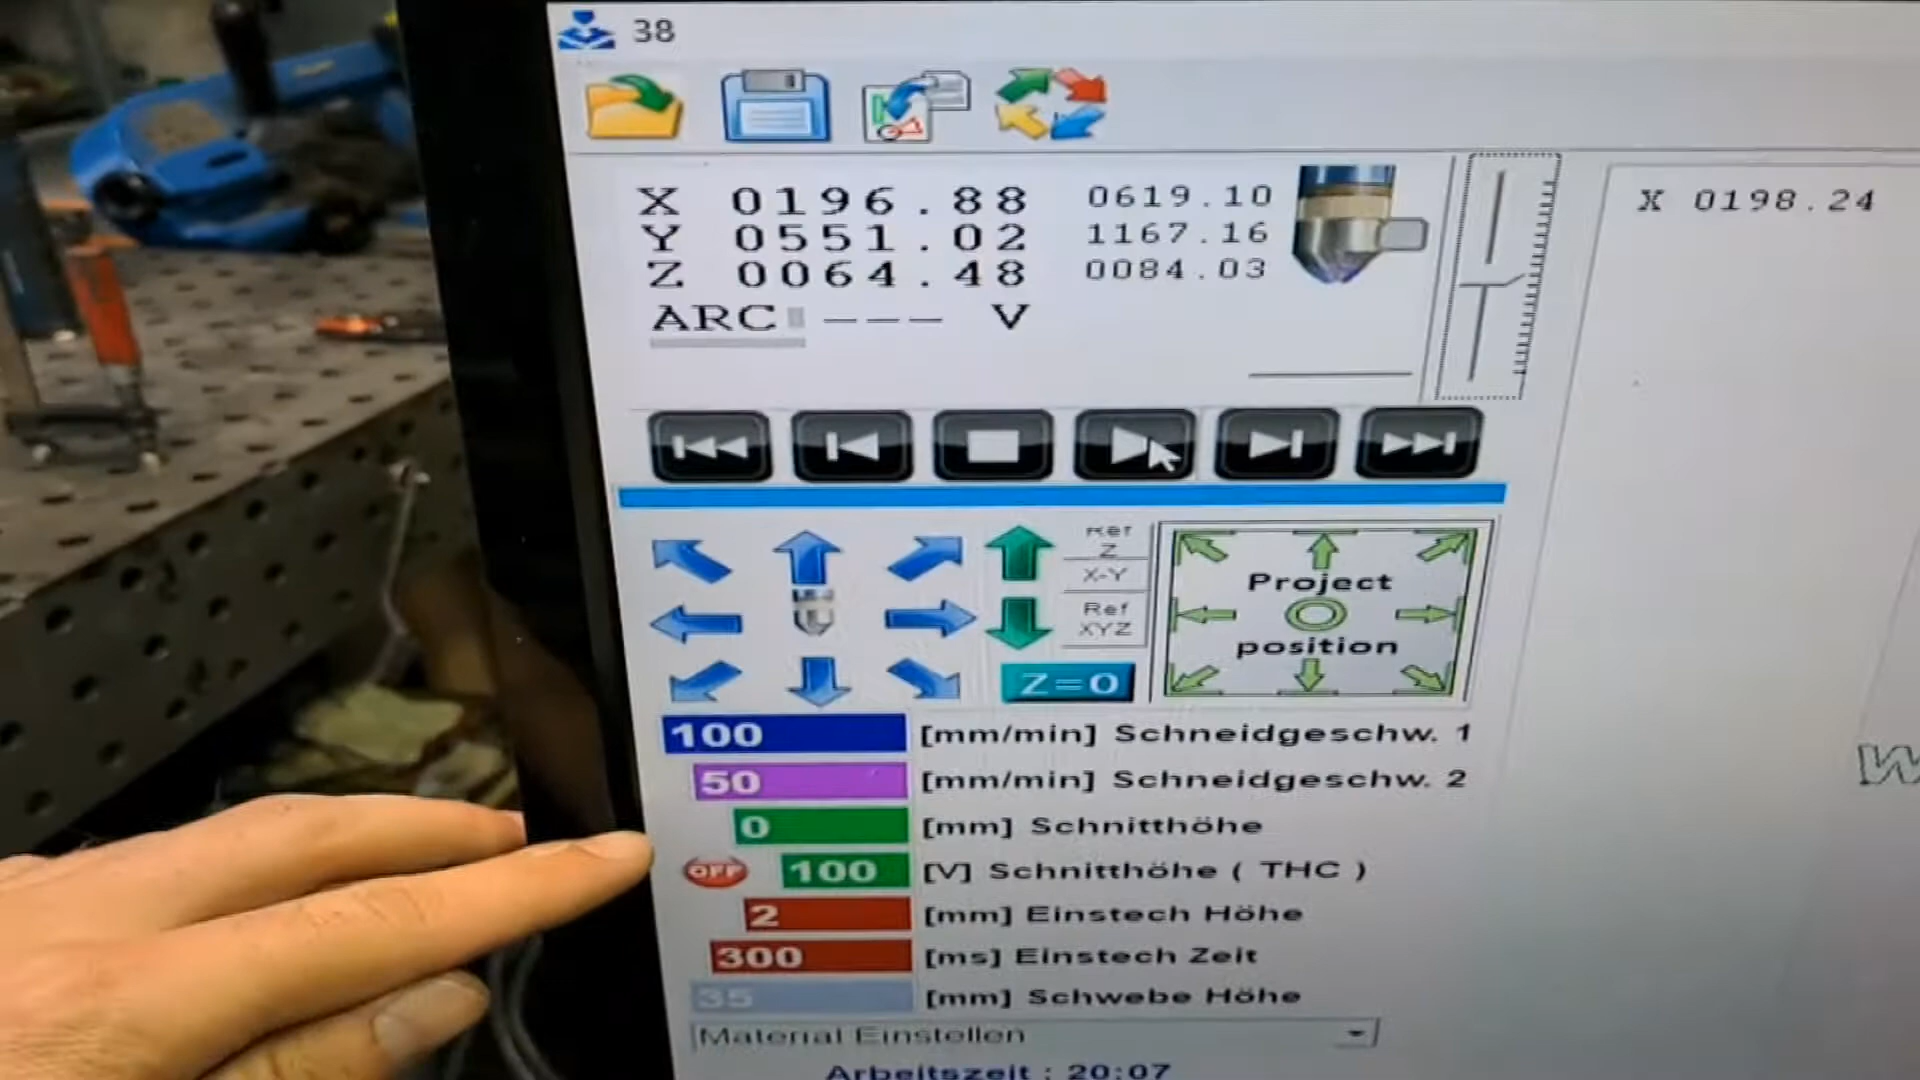 38
X 0196.88 0619.10
Y 0551.02 1167.16
Z 0064.48 0084.03
ARC --- V
X 0198.24
Ref
Z
X-Y
Ref
XYZ
Z=0
Project
position
100 [mm/min] Schneidgeschw. 1
50 [mm/min] Schneidgeschw. 2
0 [mm] Schnitthöhe
OFF 100 [V] Schnitthöhe ( THC )
2 [mm] Einstech Höhe
300 [ms] Einstech Zeit
35 [mm] Schwebe Höhe
Material Einstellen
Arbeitszeit : 20:07